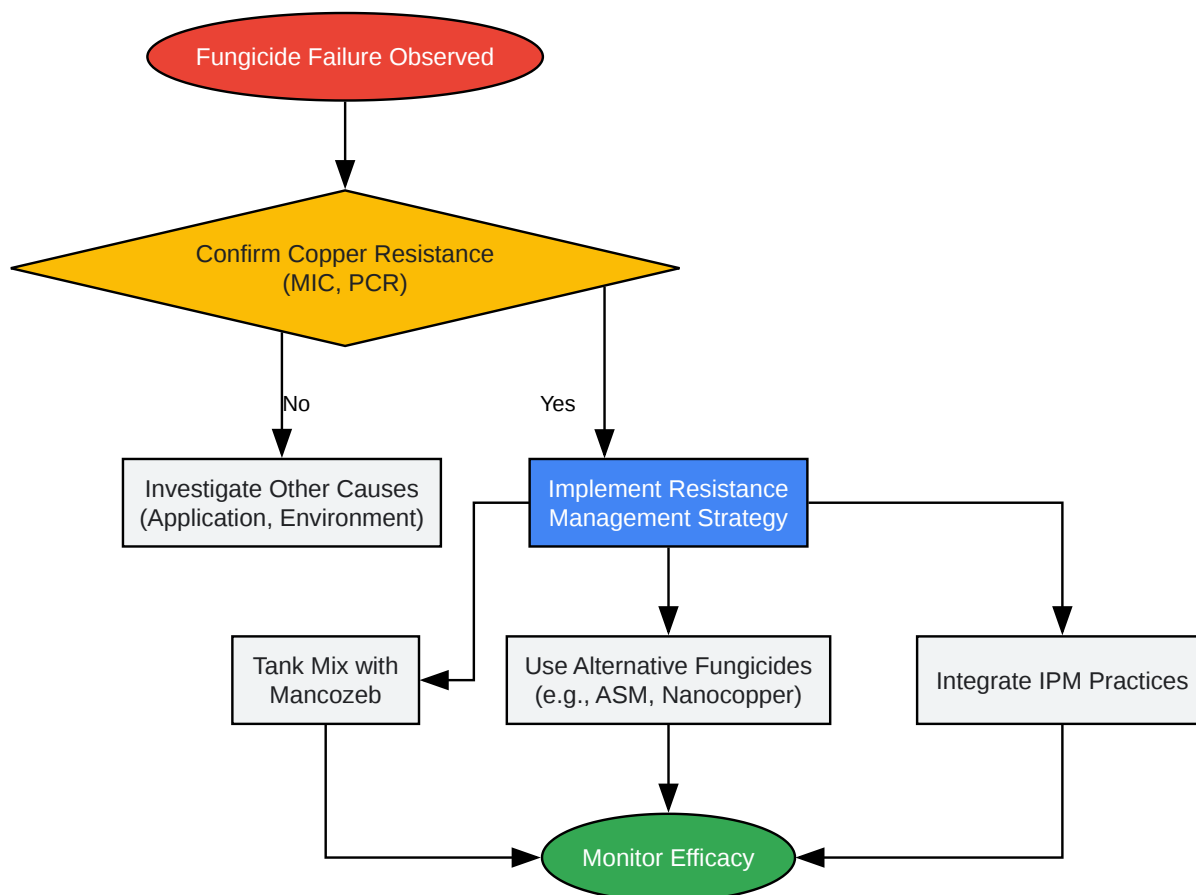 Fungicide Failure Observed
Confirm Copper Resistance
(MIC, PCR)
No
Yes
Investigate Other Causes
(Application, Environment)
Implement Resistance
Management Strategy
Tank Mix with
Mancozeb
Use Alternative Fungicides
(e.g., ASM, Nanocopper)
Integrate IPM Practices
Monitor Efficacy